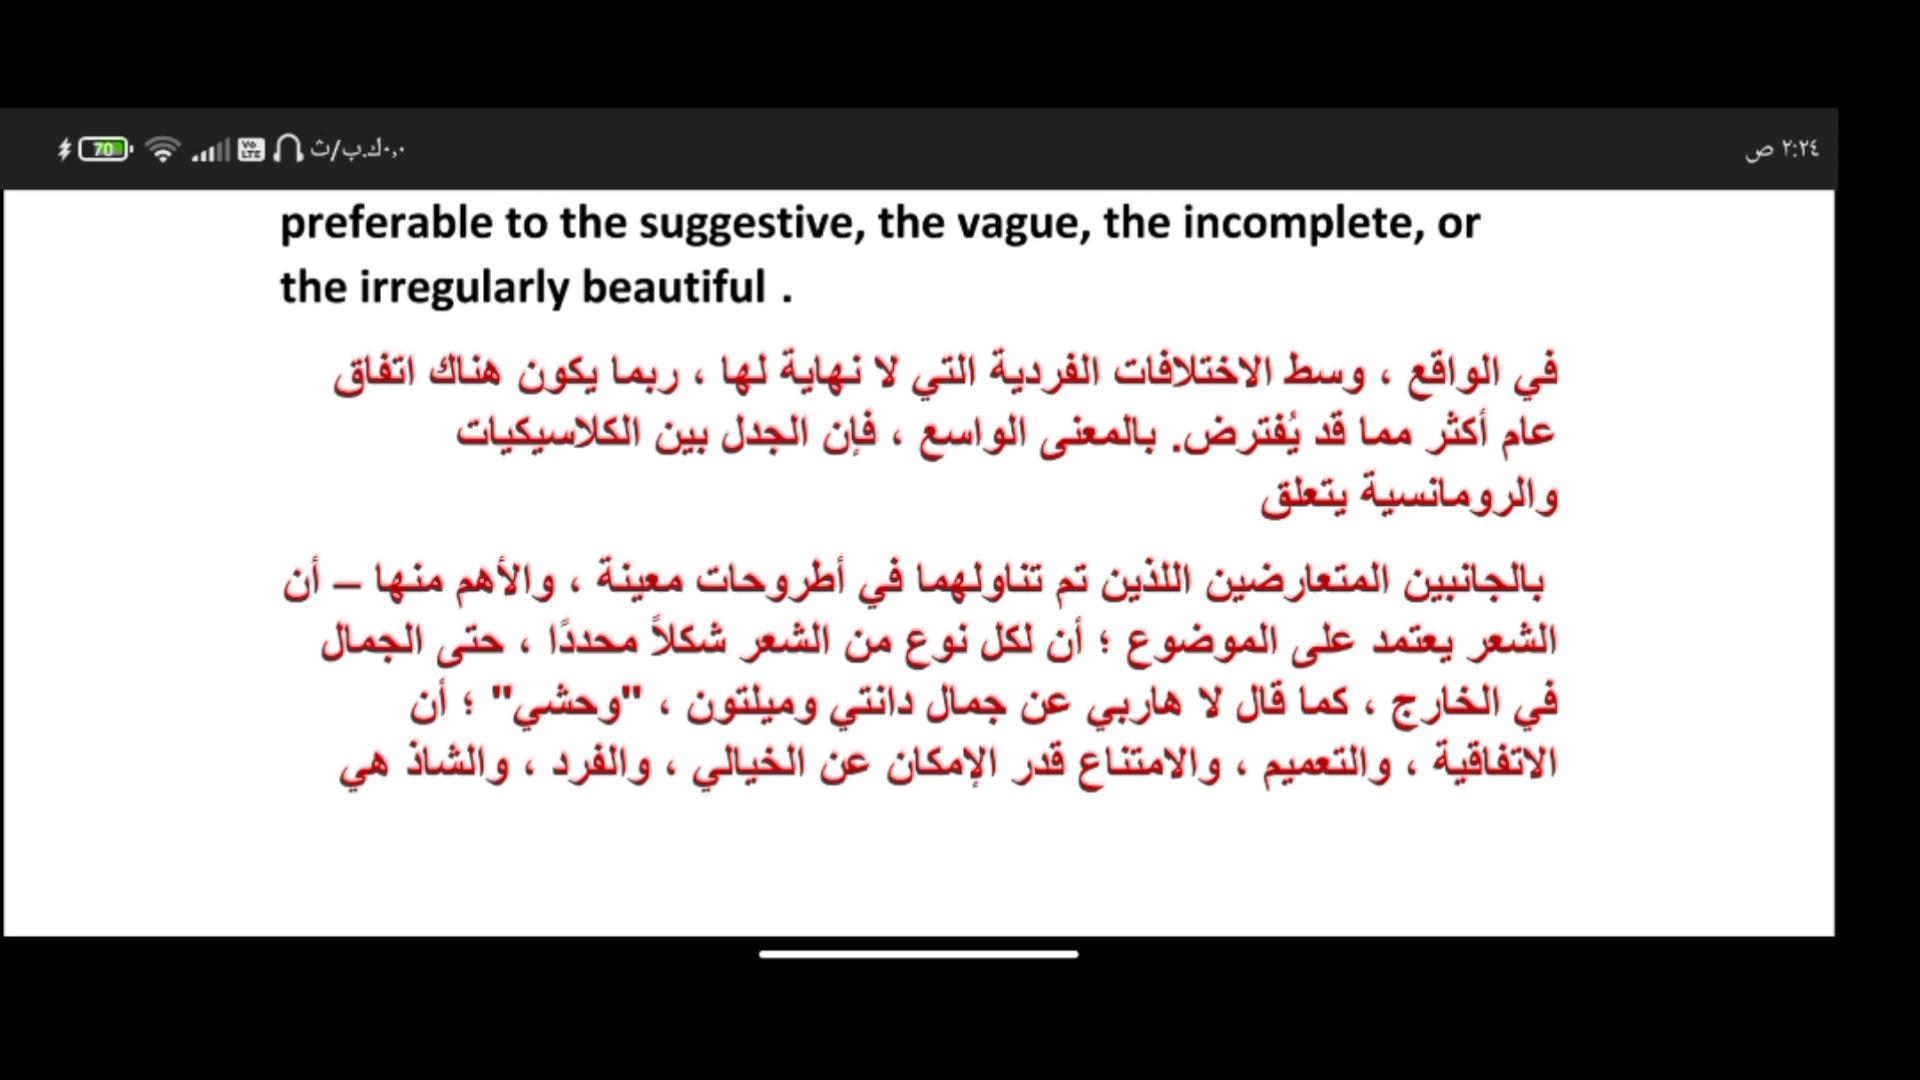 70 Vo LTE ٠,٠ك.ب/ث ٢:٢٤ ص
preferable to the suggestive, the vague, the incomplete, or
the irregularly beautiful .
في الواقع ، وسط الاختلافات الفردية التي لا نهاية لها ، ربما يكون هناك اتفاق
عام أكثر مما قد يُفترض. بالمعنى الواسع ، فإن الجدل بين الكلاسيكيات
والرومانسية يتعلق
بالجانبين المتعارضين اللذين تم تناولهما في أطروحات معينة ، والأهم منها – أن
الشعر يعتمد على الموضوع ؛ أن لكل نوع من الشعر شكلاً محددًا ، حتى الجمال
في الخارج ، كما قال لا هاربي عن جمال دانتي وميلتون ، "وحشي" ؛ أن
الاتفاقية ، والتعميم ، والامتناع قدر الإمكان عن الخيالي ، والفرد ، والشاذ هي